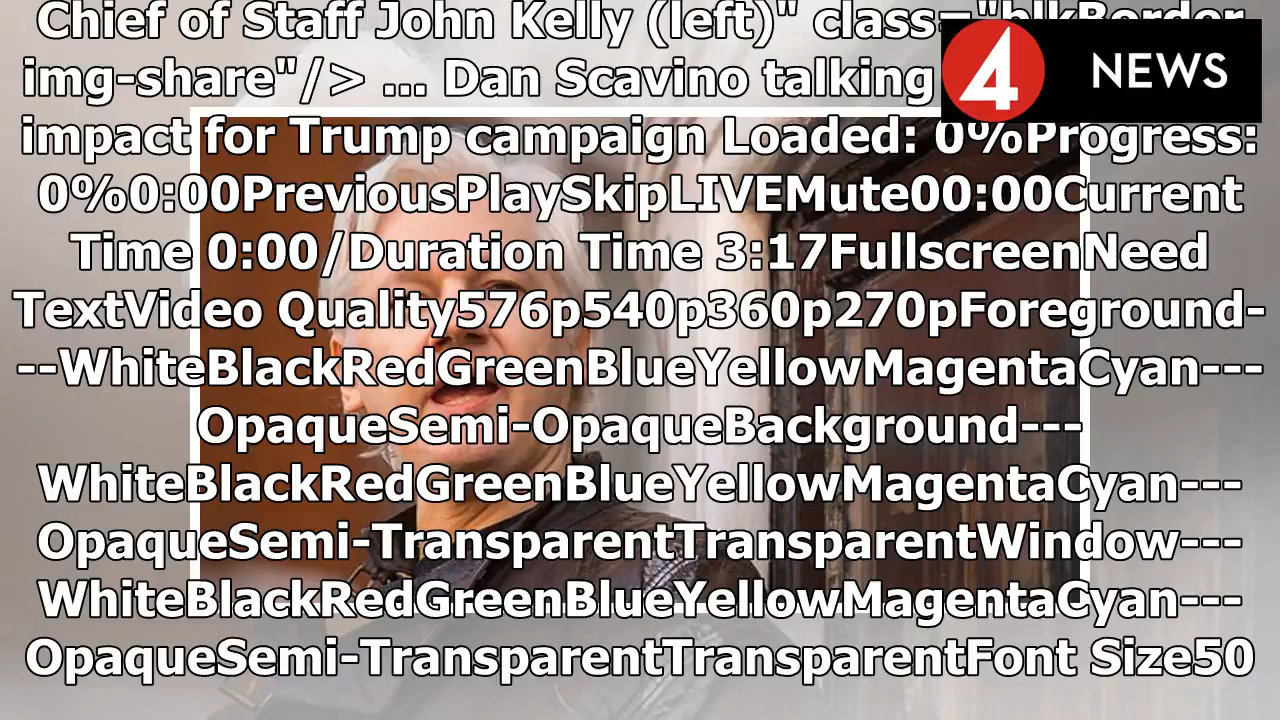 Chief of Staff John Kelly (left)" class="blkBorder
img-share"/> ... Dan Scavino talking
4 NEWS
impact for Trump campaign Loaded: 0%Progress:
0%0:00PreviousPlaySkipLIVEMute00:00Current
Time 0:00/Duration Time 3:17FullscreenNeed
TextVideo Quality576p540p360p270pForeground-
--WhiteBlackRedGreenBlueYellowMagentaCyan---
OpaqueSemi-OpaqueBackground---
WhiteBlackRedGreenBlueYellowMagentaCyan---
OpaqueSemi-TransparentTransparentWindow---
WhiteBlackRedGreenBlueYellowMagentaCyan---
OpaqueSemi-TransparentTransparentFont Size50